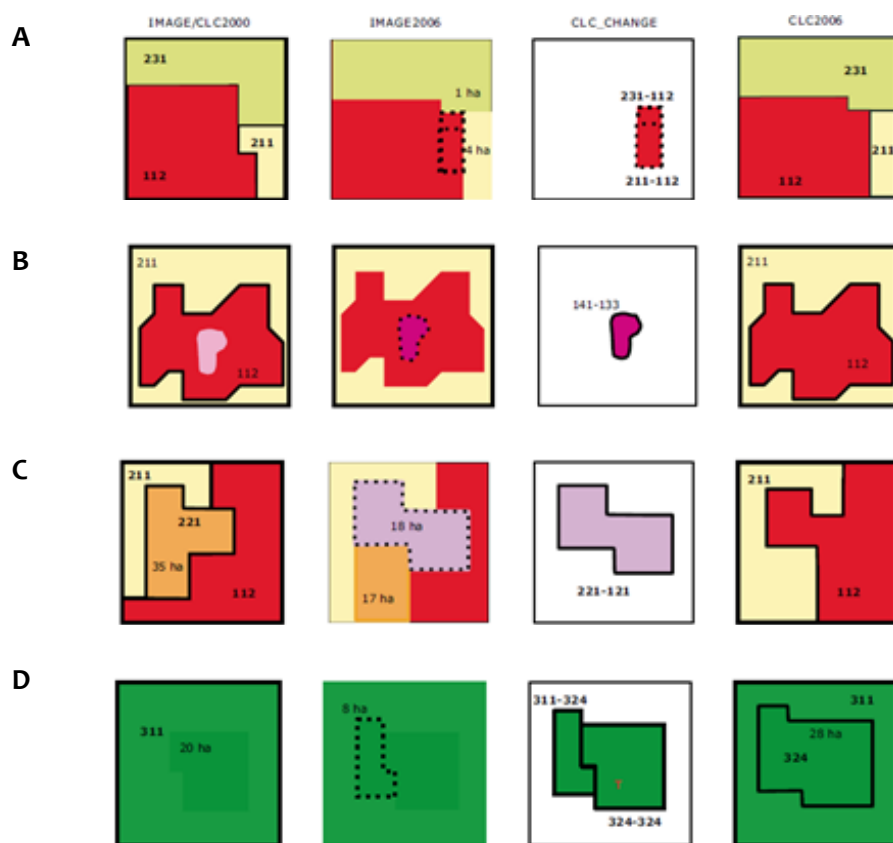 IMAGE/CLC2000 IMAGE2006 CLC_CHANGE CLC2006
A
231
211
112
1 ha
4 ha
231-112
211-112
231
211
112
B
211
112
141-133
211
112
C
211
221
35 ha
112
18 ha
17 ha
221-121
211
112
D
311
20 ha
8 ha
311-324
T
324-324
311
28 ha
324